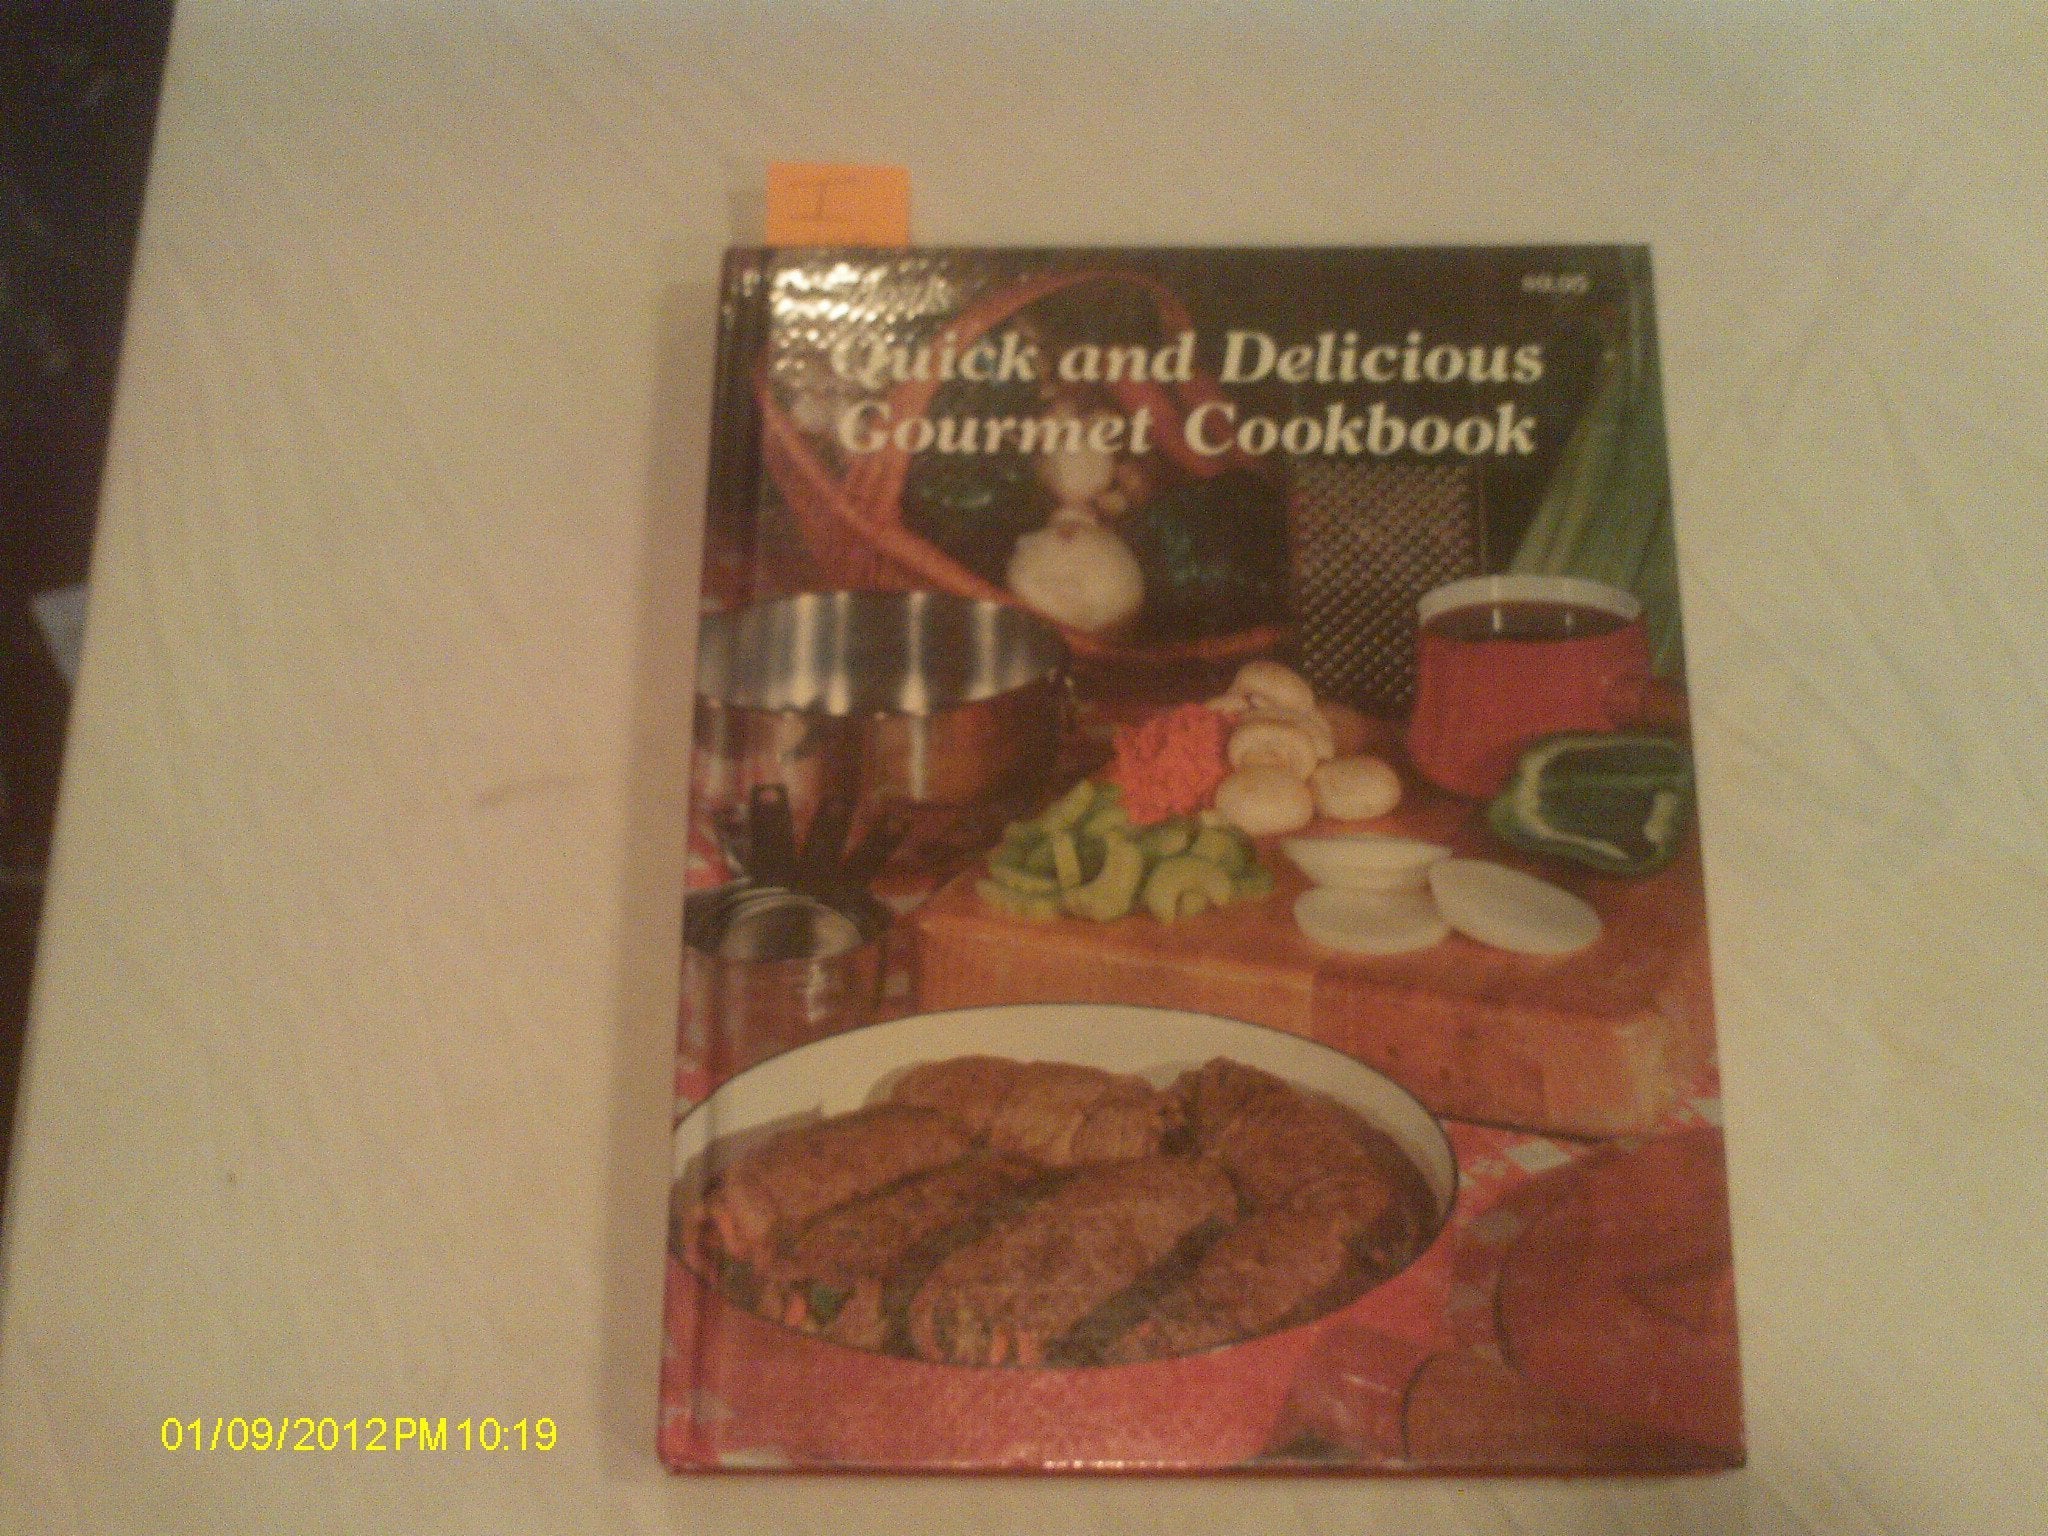 Quick and Delicious
Gourmet Cookbook
01/09/2012 PM 10:19